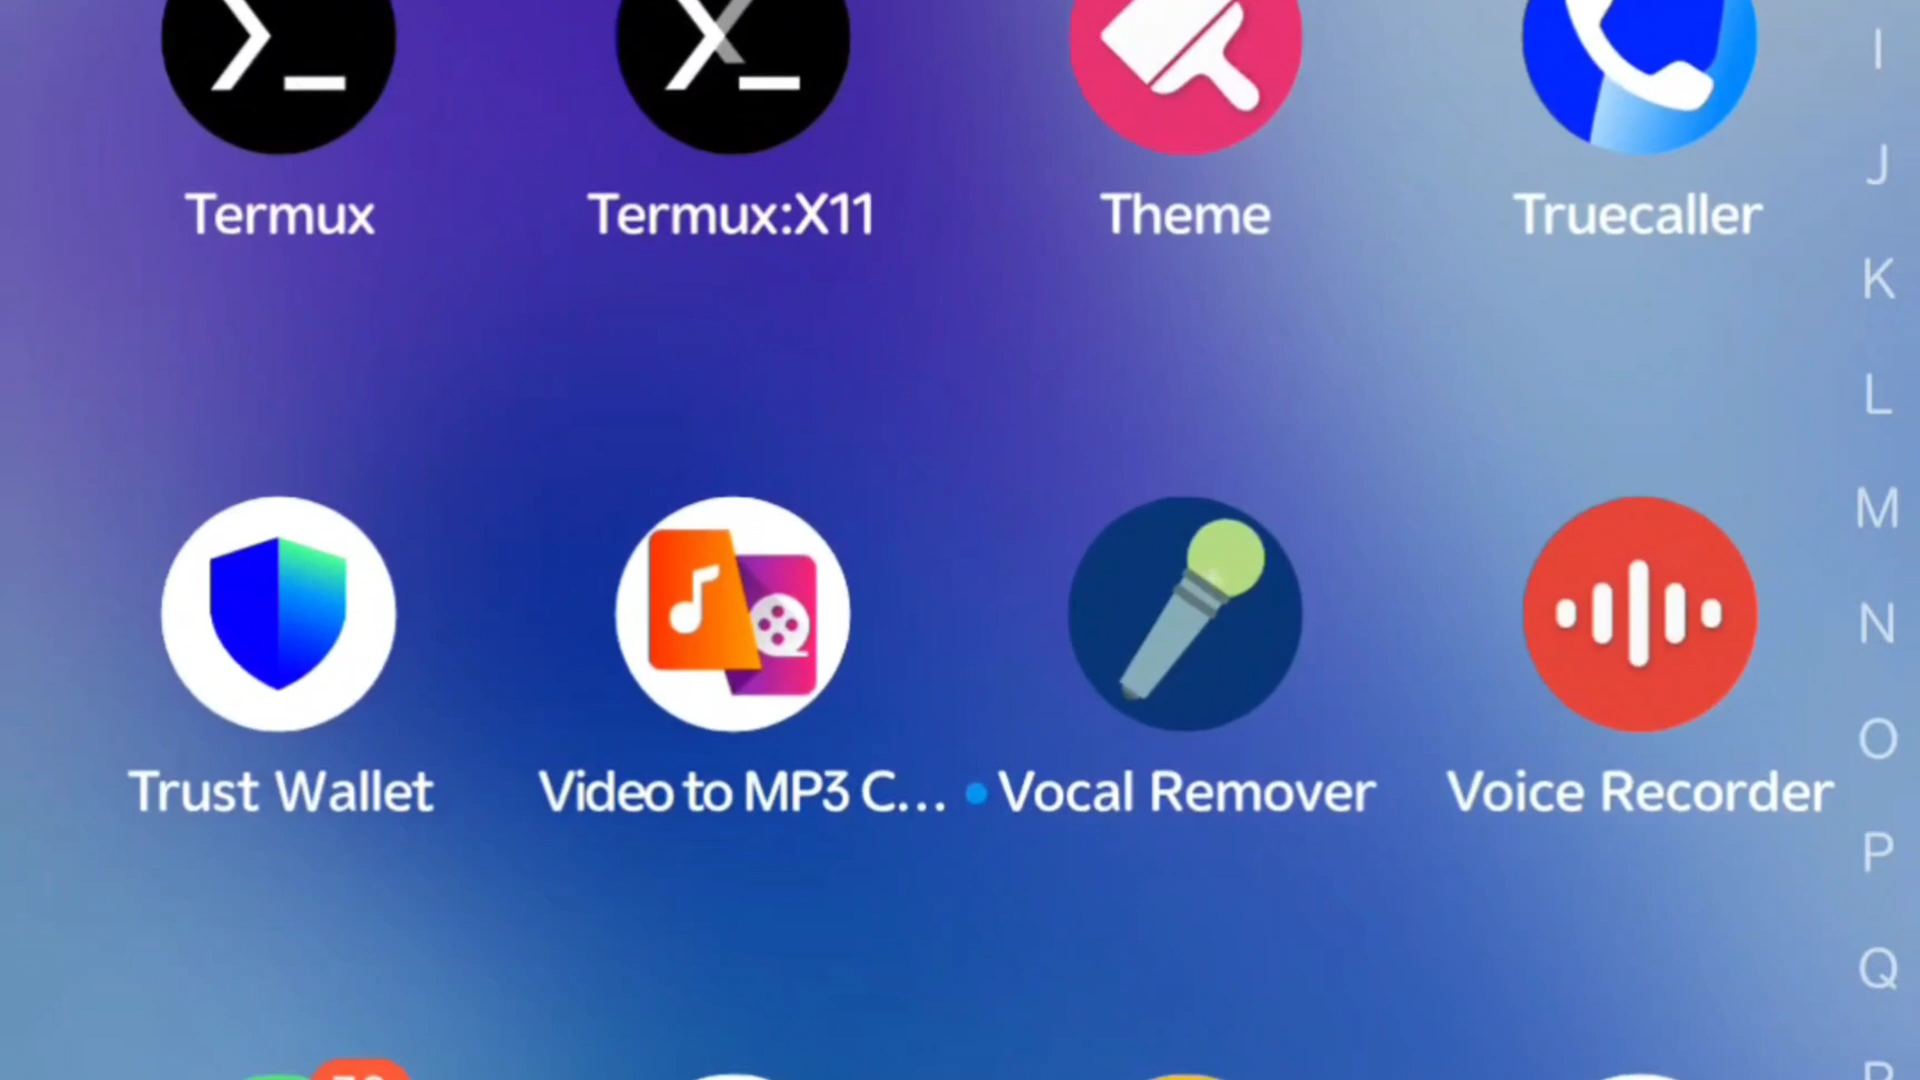 Termux Termux:X11 Theme Truecaller
Trust Wallet Video to MP3 C... Vocal Remover Voice Recorder
I
J
K
L
M
N
O
P
Q